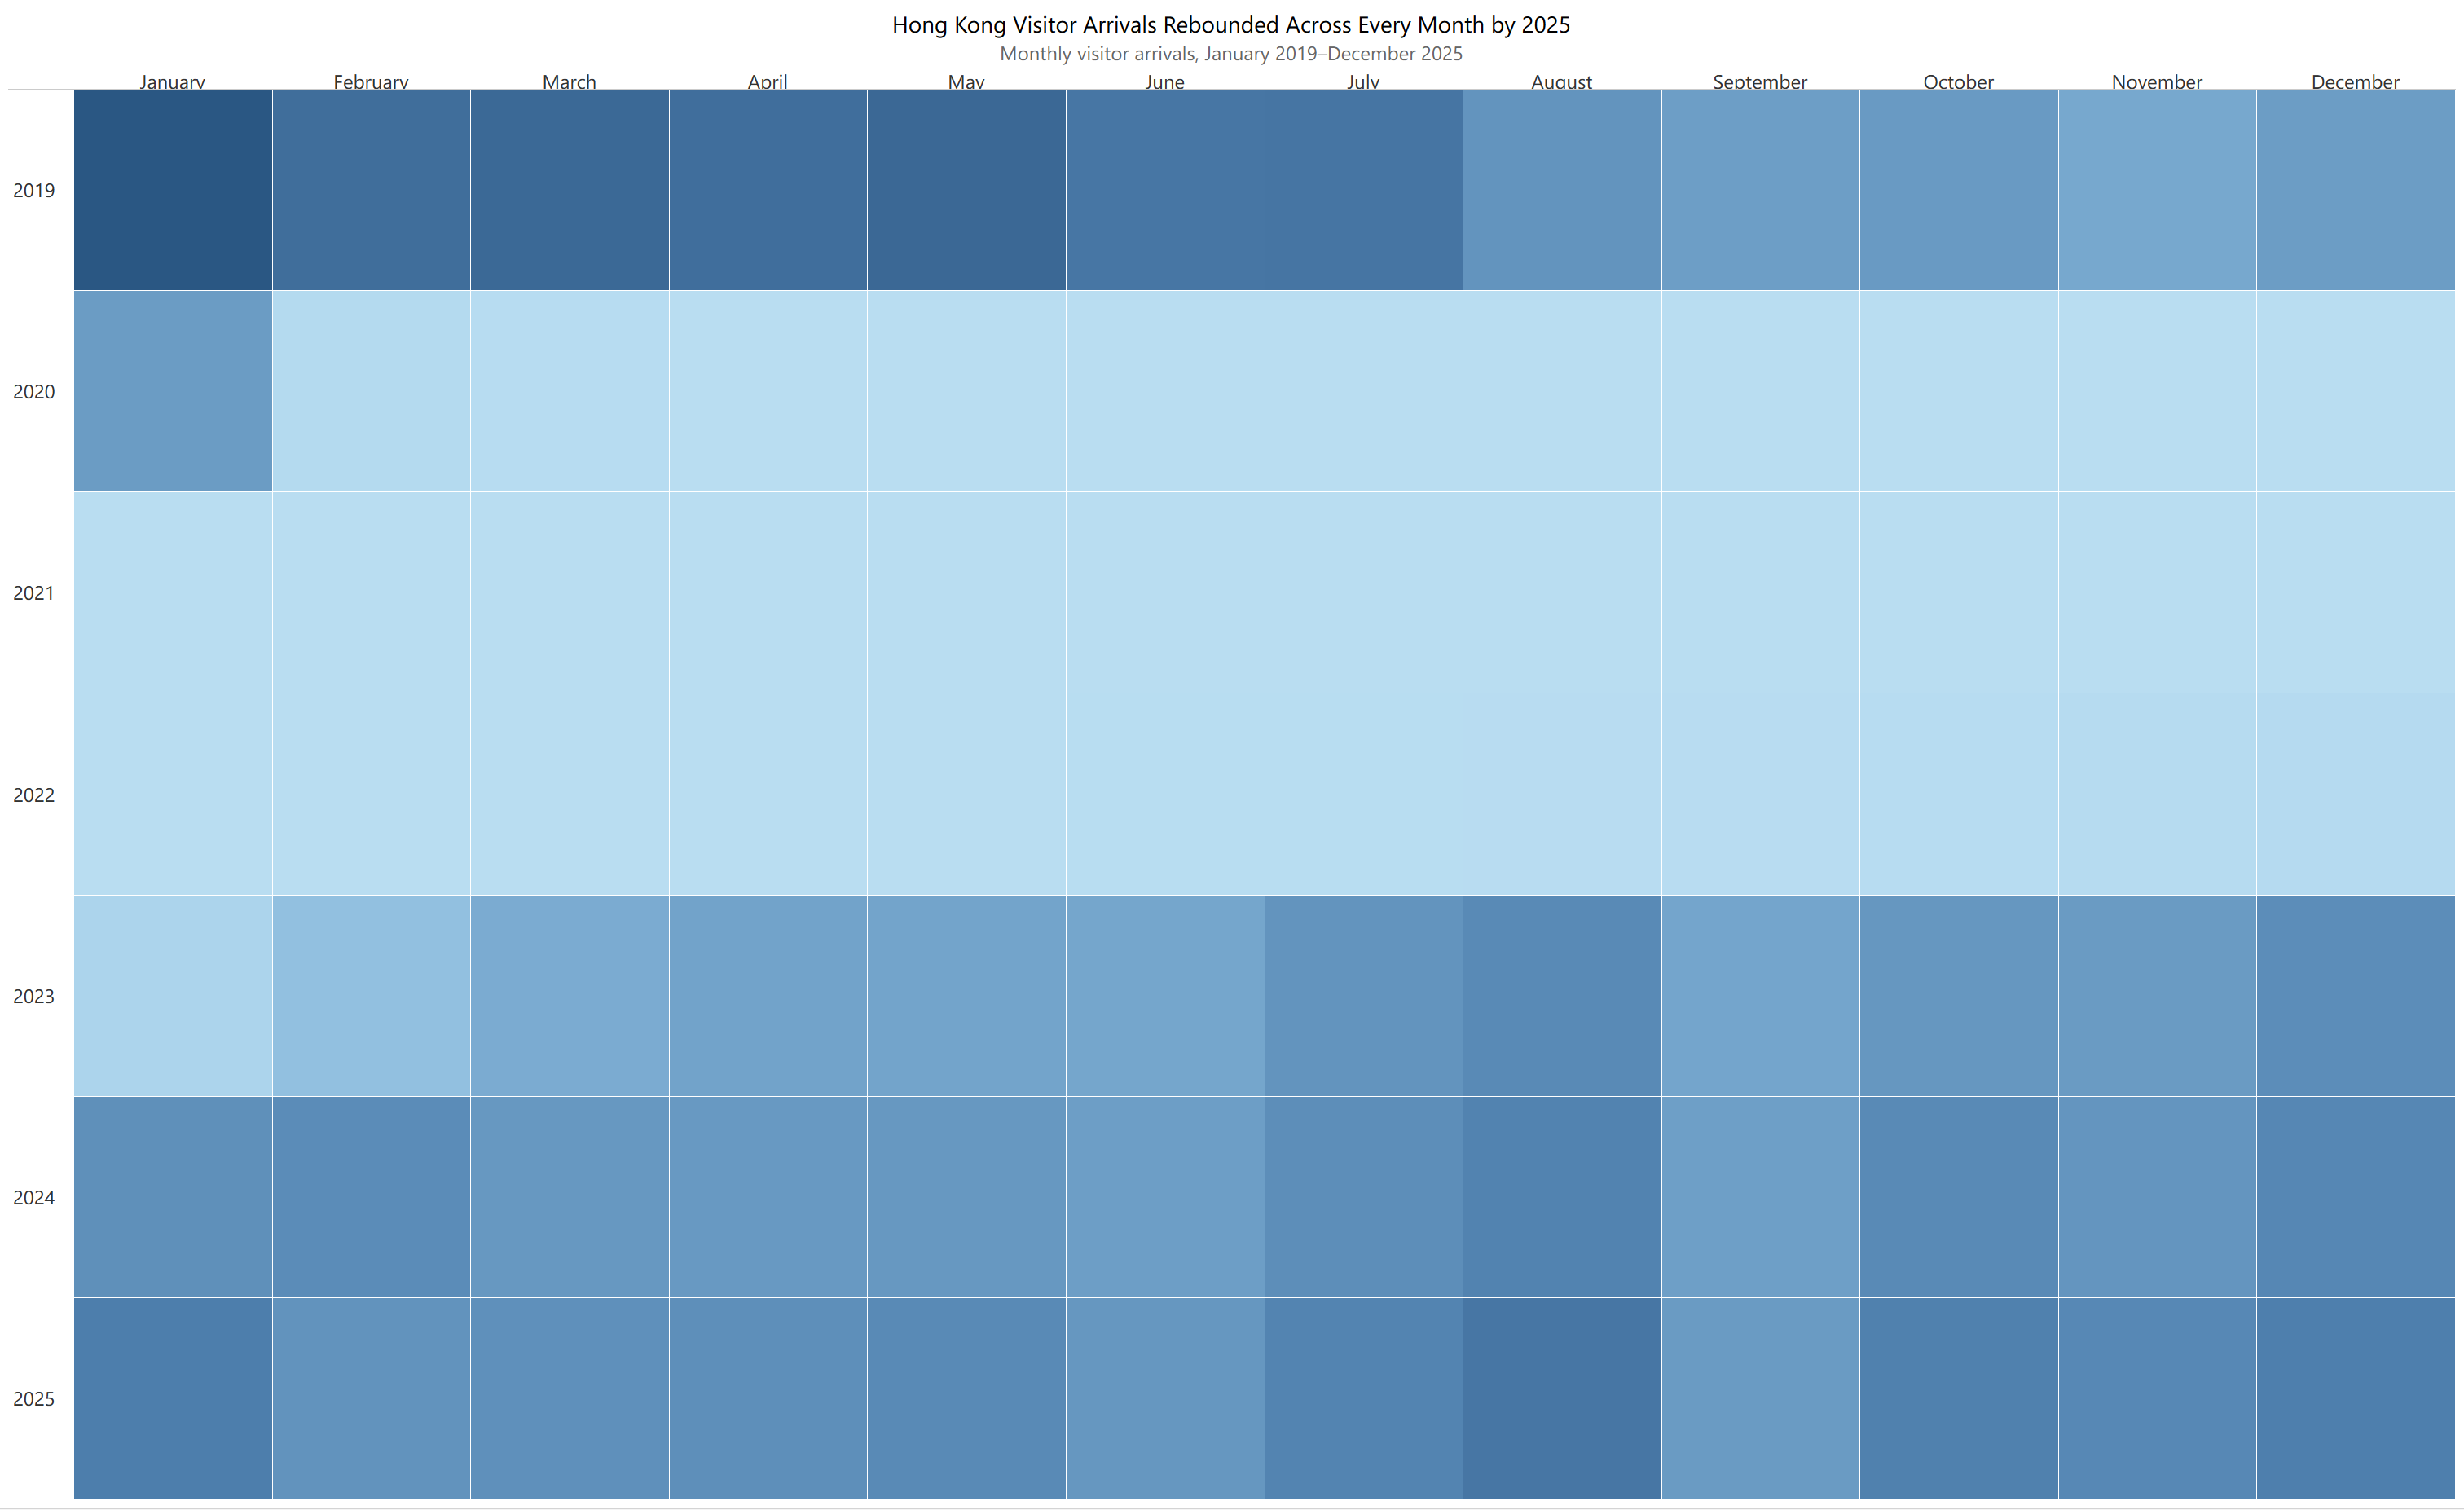 Hong Kong Visitor Arrivals Rebounded Across Every Month by 2025
Monthly visitor arrivals, January 2019–December 2025
January February March April May June July August September October November December
2019
2020
2021
2022
2023
2024
2025